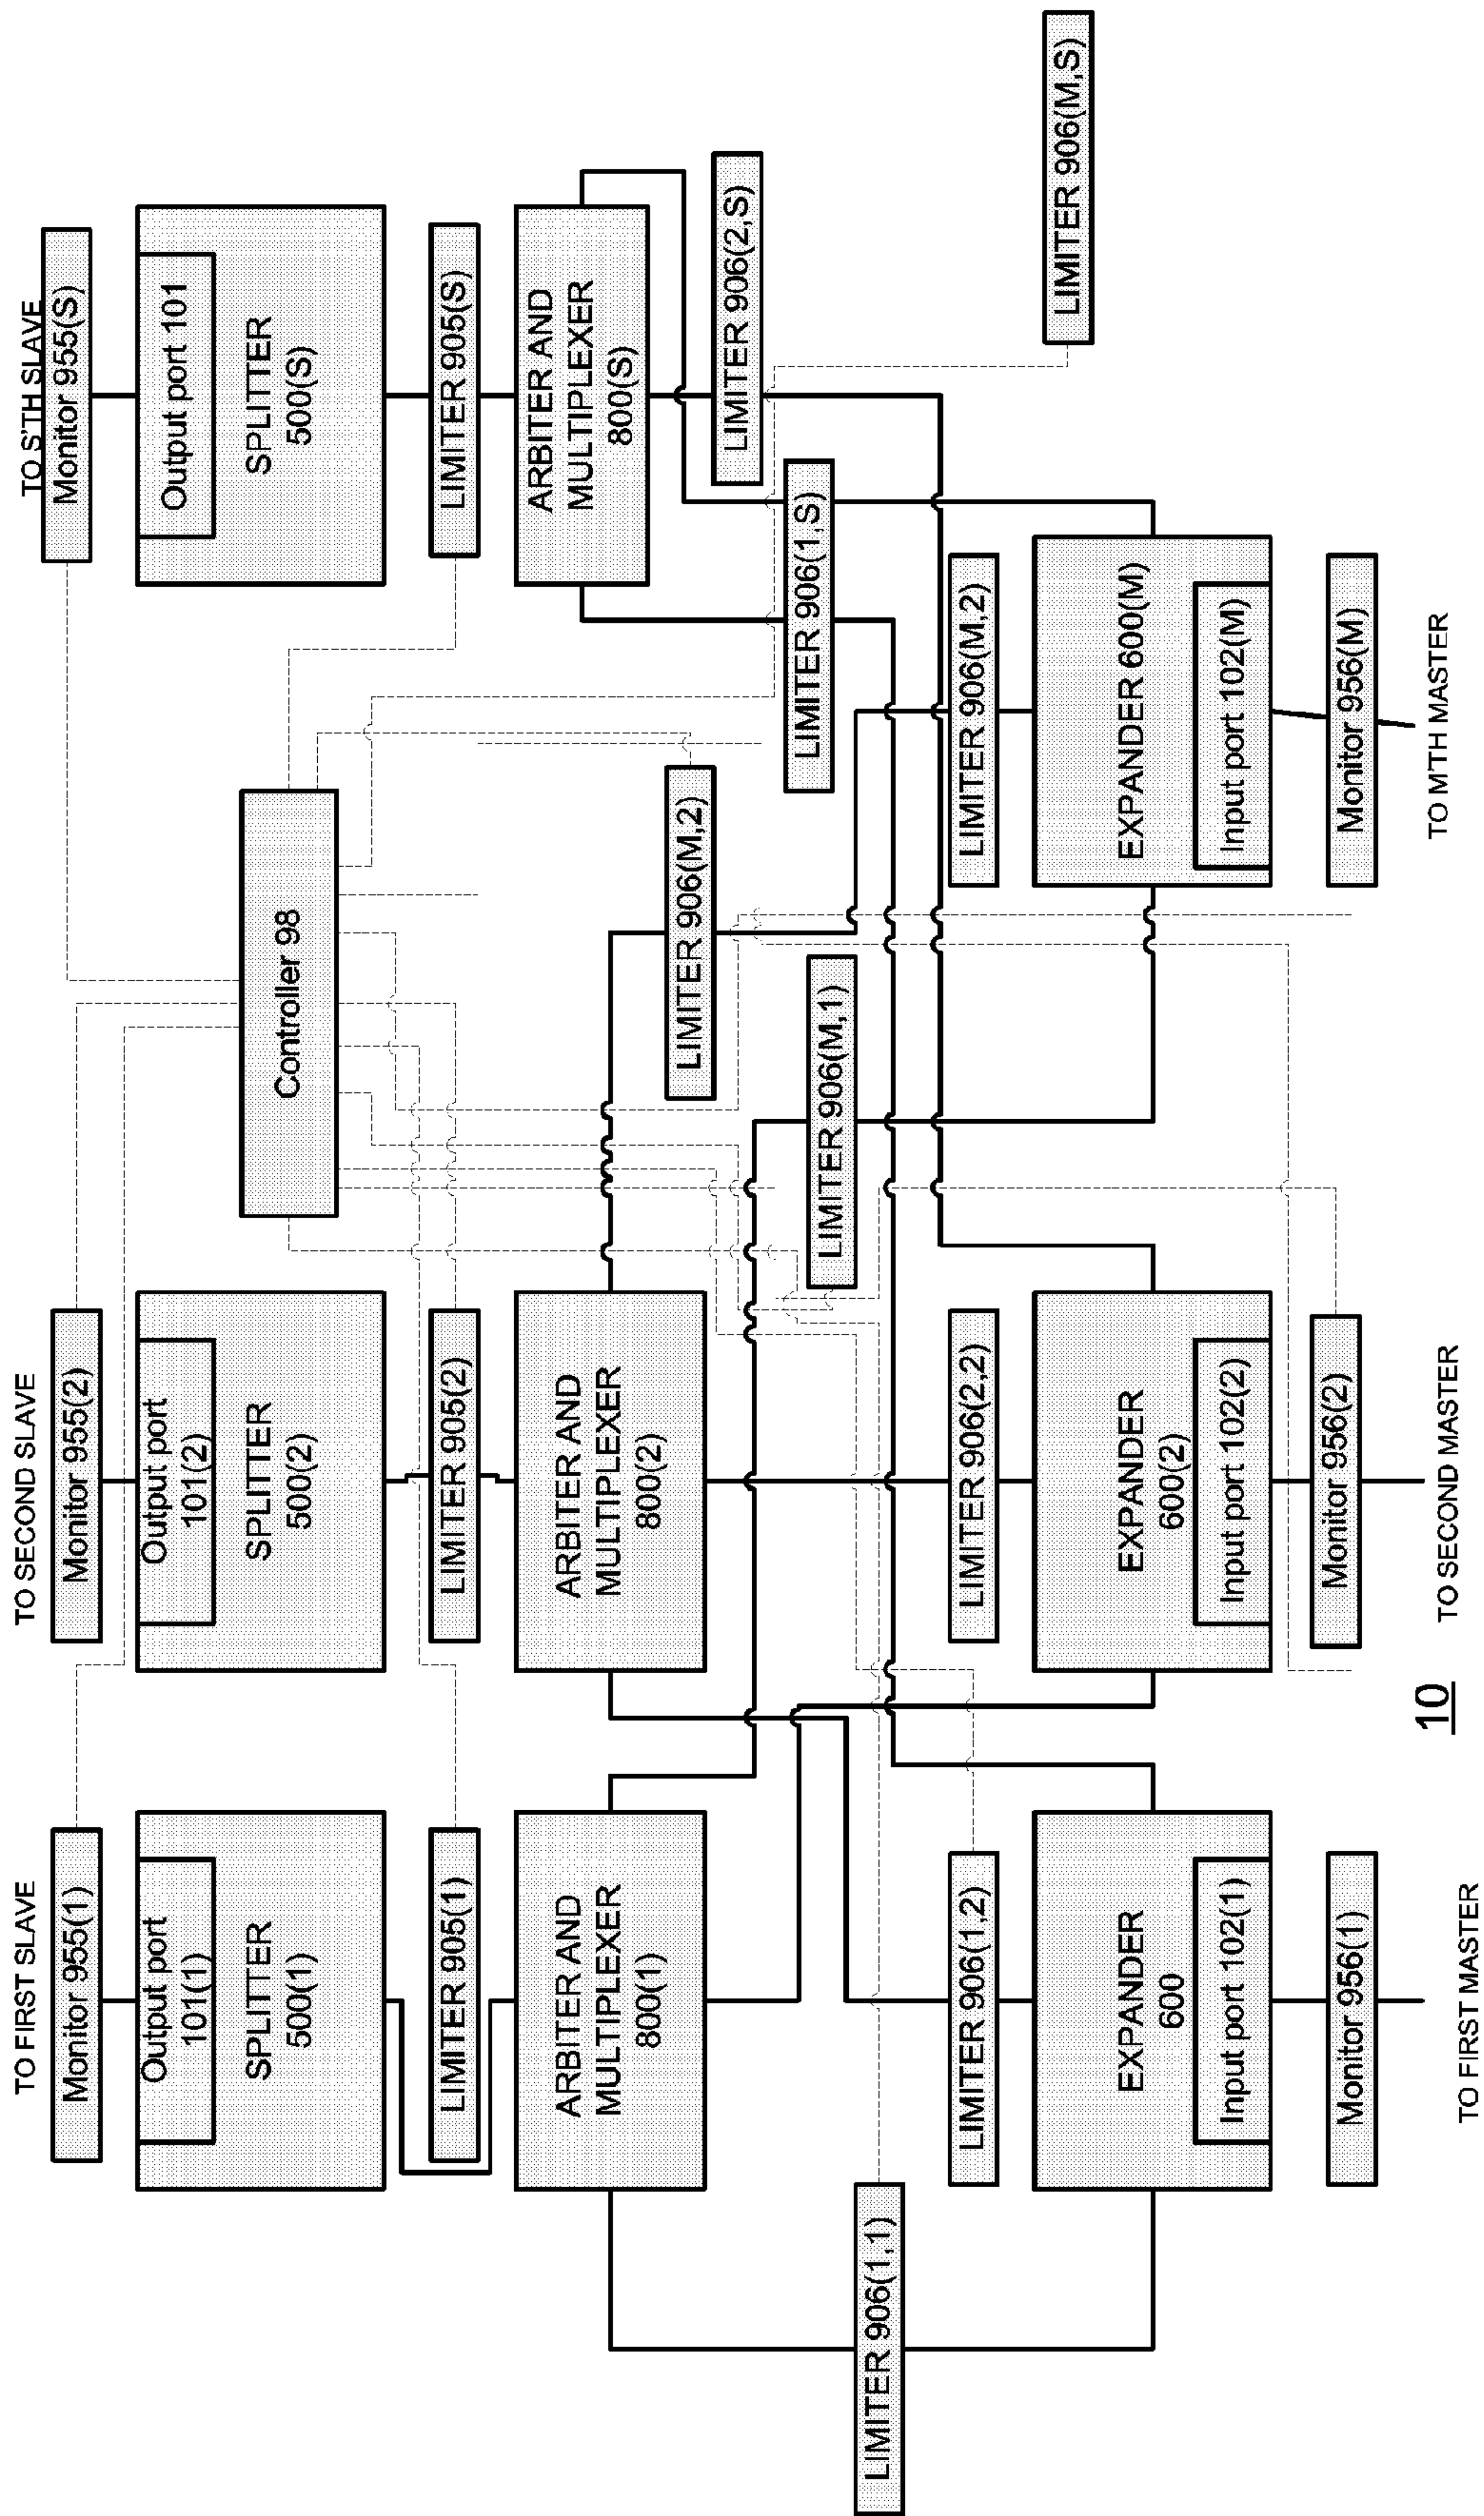 TO FIRST SLAVE
Monitor 955(1)
Output port
101(1)
SPLITTER
500(1)
LIMITER 905(1)
ARBITER AND
MULTIPLEXER
800(1)
LIMITER 906(1,1)
LIMITER 906(1,2)
EXPANDER
600
Input port 102(1)
Monitor 956(1)
TO FIRST MASTER
TO SECOND SLAVE
Monitor 955(2)
Output port
101(2)
SPLITTER
500(2)
LIMITER 905(2)
ARBITER AND
MULTIPLEXER
800(2)
LIMITER 906(2,2)
EXPANDER
600(2)
Input port 102(2)
Monitor 956(2)
TO SECOND MASTER
10
Controller 98
LIMITER 906(M,2)
LIMITER 906(M,1)
TO S'TH SLAVE
Monitor 955(S)
Output port 101
SPLITTER
500(S)
LIMITER 905(S)
ARBITER AND
MULTIPLEXER
800(S)
LIMITER 906(2,S)
LIMITER 906(1,S)
LIMITER 906(M,S)
LIMITER 906(M,2)
EXPANDER 600(M)
Input port 102(M)
Monitor 956(M)
TO M'TH MASTER